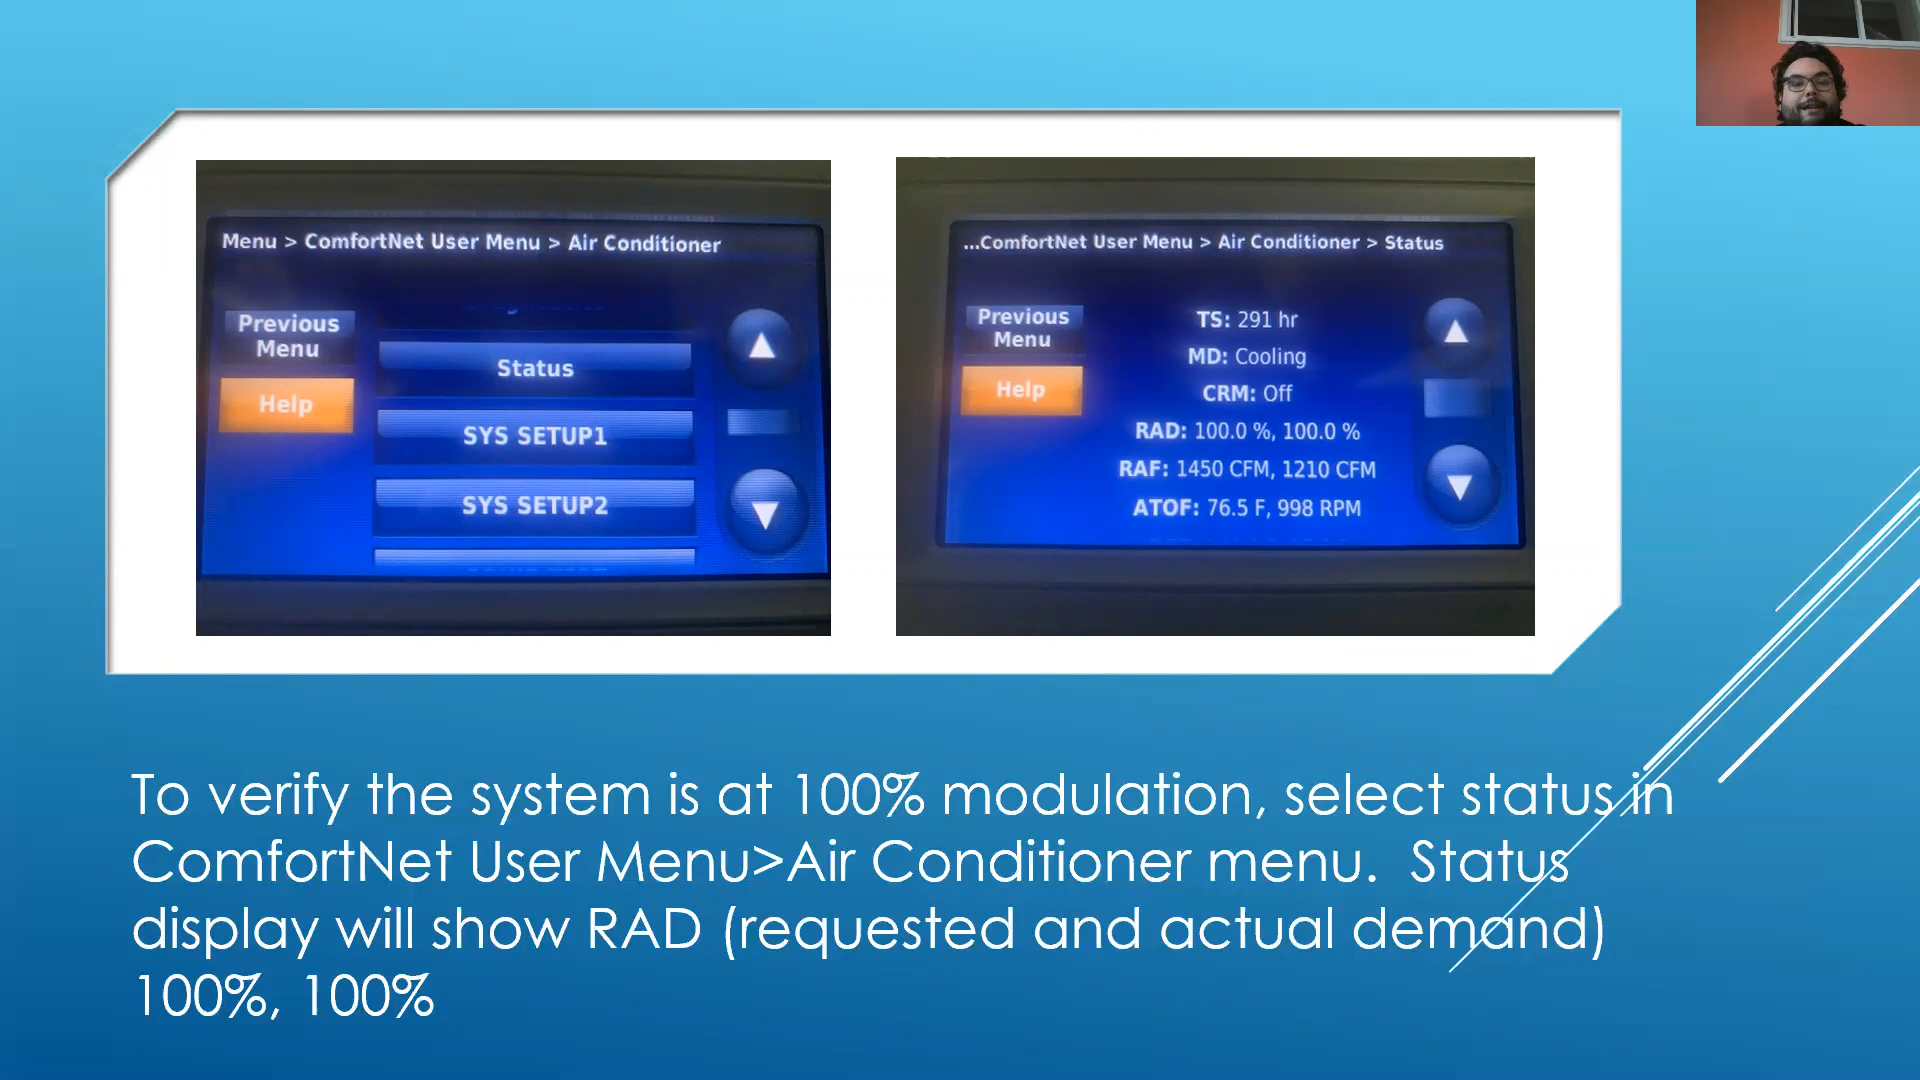 Menu > ComfortNet User Menu > Air Conditioner
Previous
Menu
Help
Status
SYS SETUP1
SYS SETUP2
...ComfortNet User Menu > Air Conditioner > Status
Previous
Menu
Help
TS: 291 hr
MD: Cooling
CRM: Off
RAD: 100.0 %, 100.0 %
RAF: 1450 CFM, 1210 CFM
ATOF: 76.5 F, 998 RPM
To verify the system is at 100% modulation, select status in
ComfortNet User Menu>Air Conditioner menu.  Status
display will show RAD (requested and actual demand)
100%, 100%